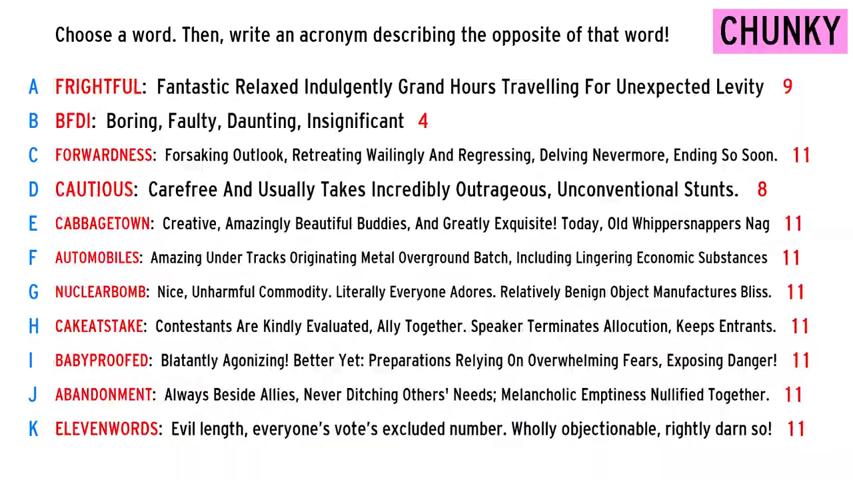 Choose a word. Then, write an acronym describing the opposite of that word!
CHUNKY
A FRIGHTFUL: Fantastic Relaxed Indulgently Grand Hours Travelling For Unexpected Levity 9
B BFDI: Boring, Faulty, Daunting, Insignificant 4
C FORWARDNESS: Forsaking Outlook, Retreating Wailingly And Regressing, Delving Nevermore, Ending So Soon. 11
D CAUTIOUS: Carefree And Usually Takes Incredibly Outrageous, Unconventional Stunts. 8
E CABBAGETOWN: Creative, Amazingly Beautiful Buddies, And Greatly Exquisite! Today, Old Whippersnappers Nag 11
F AUTOMOBILES: Amazing Under Tracks Originating Metal Overground Batch, Including Lingering Economic Substances 11
G NUCLEARBOMB: Nice, Unharmful Commodity. Literally Everyone Adores. Relatively Benign Object Manufactures Bliss. 11
H CAKEATSTAKE: Contestants Are Kindly Evaluated, Ally Together. Speaker Terminates Allocution, Keeps Entrants. 11
I BABYPROOFED: Blatantly Agonizing! Better Yet: Preparations Relying On Overwhelming Fears, Exposing Danger! 11
J ABANDONMENT: Always Beside Allies, Never Ditching Others' Needs; Melancholic Emptiness Nullified Together. 11
K ELEVENWORDS: Evil length, everyone's vote's excluded number. Wholly objectionable, rightly darn so! 11